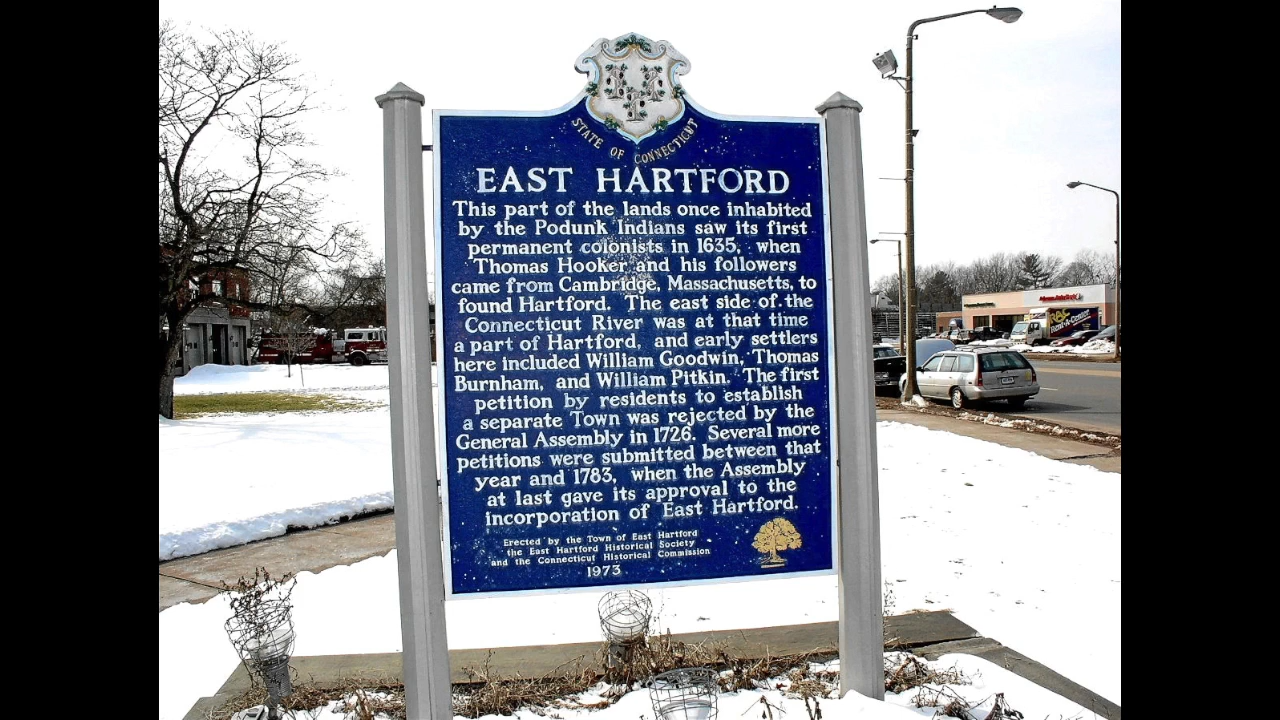 STATE OF CONNECTICUT
EAST HARTFORD
This part of the lands once inhabited
by the Podunk Indians saw its first
permanent colonists in 1635, when
Thomas Hooker and his followers
came from Cambridge, Massachusetts, to
found Hartford. The east side of the
Connecticut River was at that time
a part of Hartford, and early settlers
here included William Goodwin, Thomas
Burnham, and William Pitkin. The first
petition by residents to establish
a separate Town was rejected by the
General Assembly in 1726. Several more
petitions were submitted between that
year and 1783, when the Assembly
at last gave its approval to the
incorporation of East Hartford.
Erected by the Town of East Hartford
the East Hartford Historical Society
and the Connecticut Historical Commission
1973
Rent-A-Center